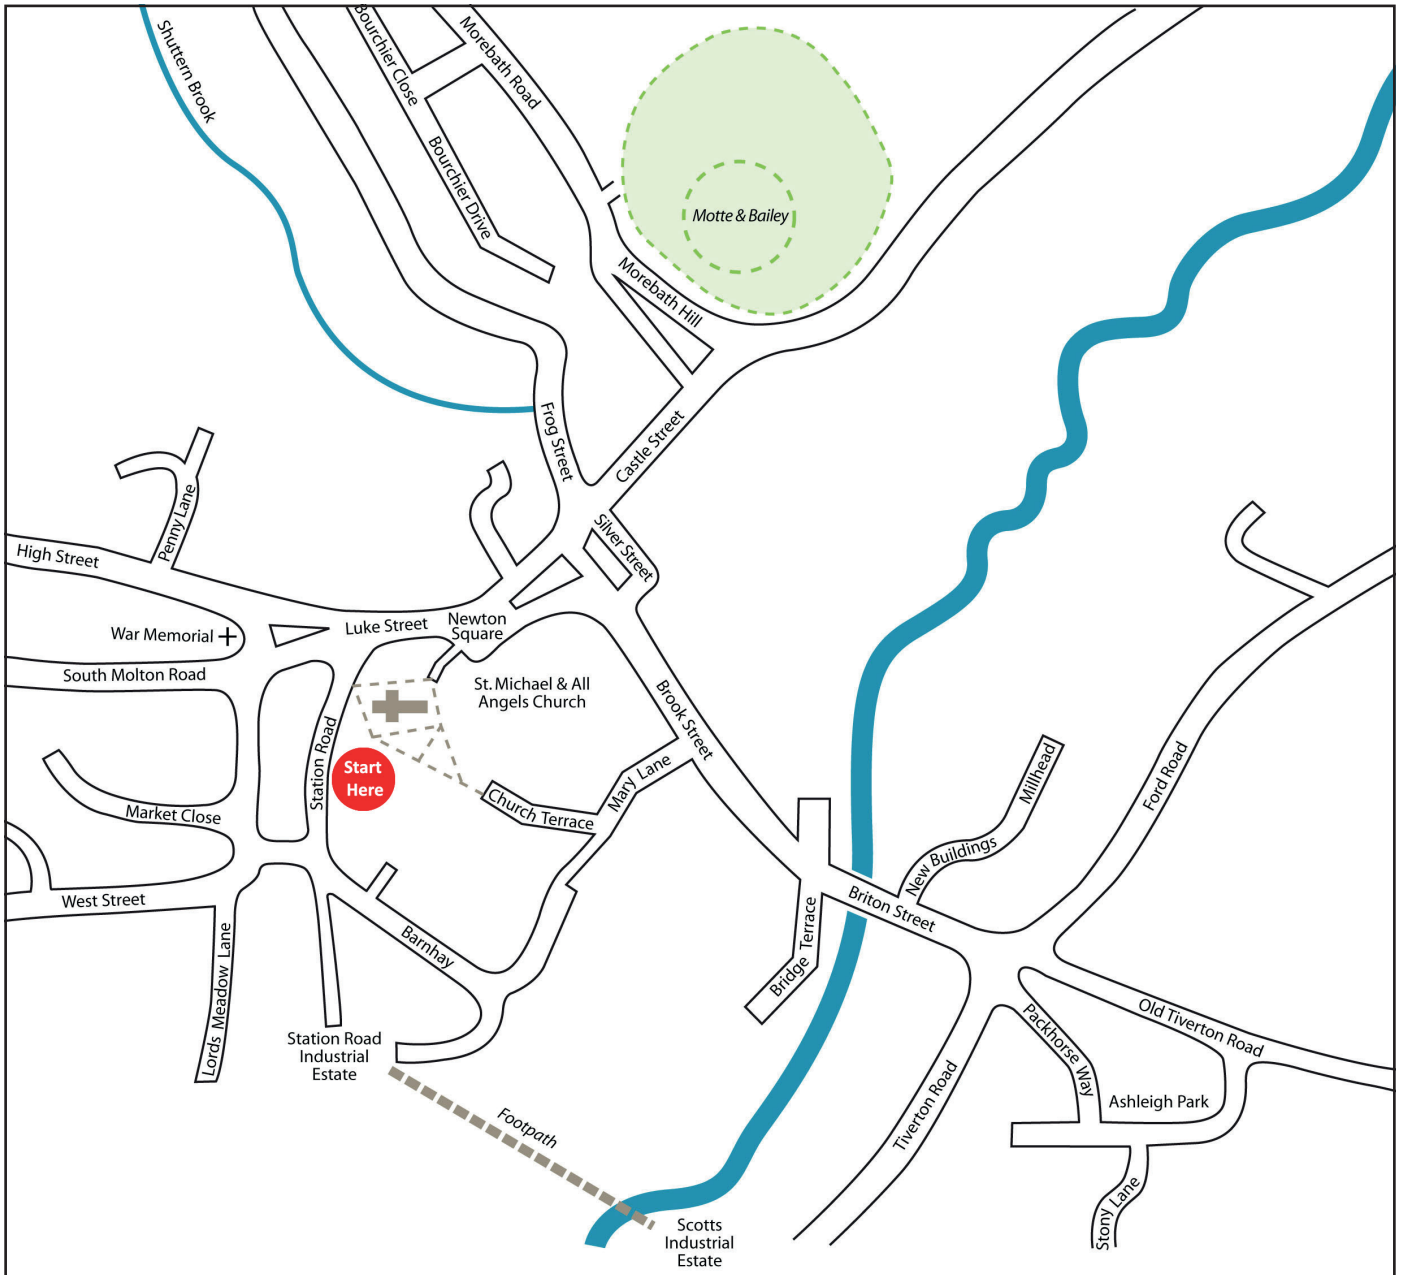 Shuttern Brook
Bourchier Close
Morebath Road
Bourchier Drive
Motte & Bailey
Morebath Hill
Frog Street
Castle Street
Penny Lane
Silver Street
High Street
War Memorial
Luke Street
Newton
Square
South Molton Road
St. Michael & All
Angels Church
Brook Street
Station Road
Start
Here
Mary Lane
Church Terrace
Market Close
Millhead
Ford Road
New Buildings
West Street
Briton Street
Barnhay
Lords Meadow Lane
Bridge Terrace
Old Tiverton Road
Packhorse Way
Station Road
Industrial
Estate
Ashleigh Park
Tiverton Road
Footpath
Stony Lane
Scotts
Industrial
Estate